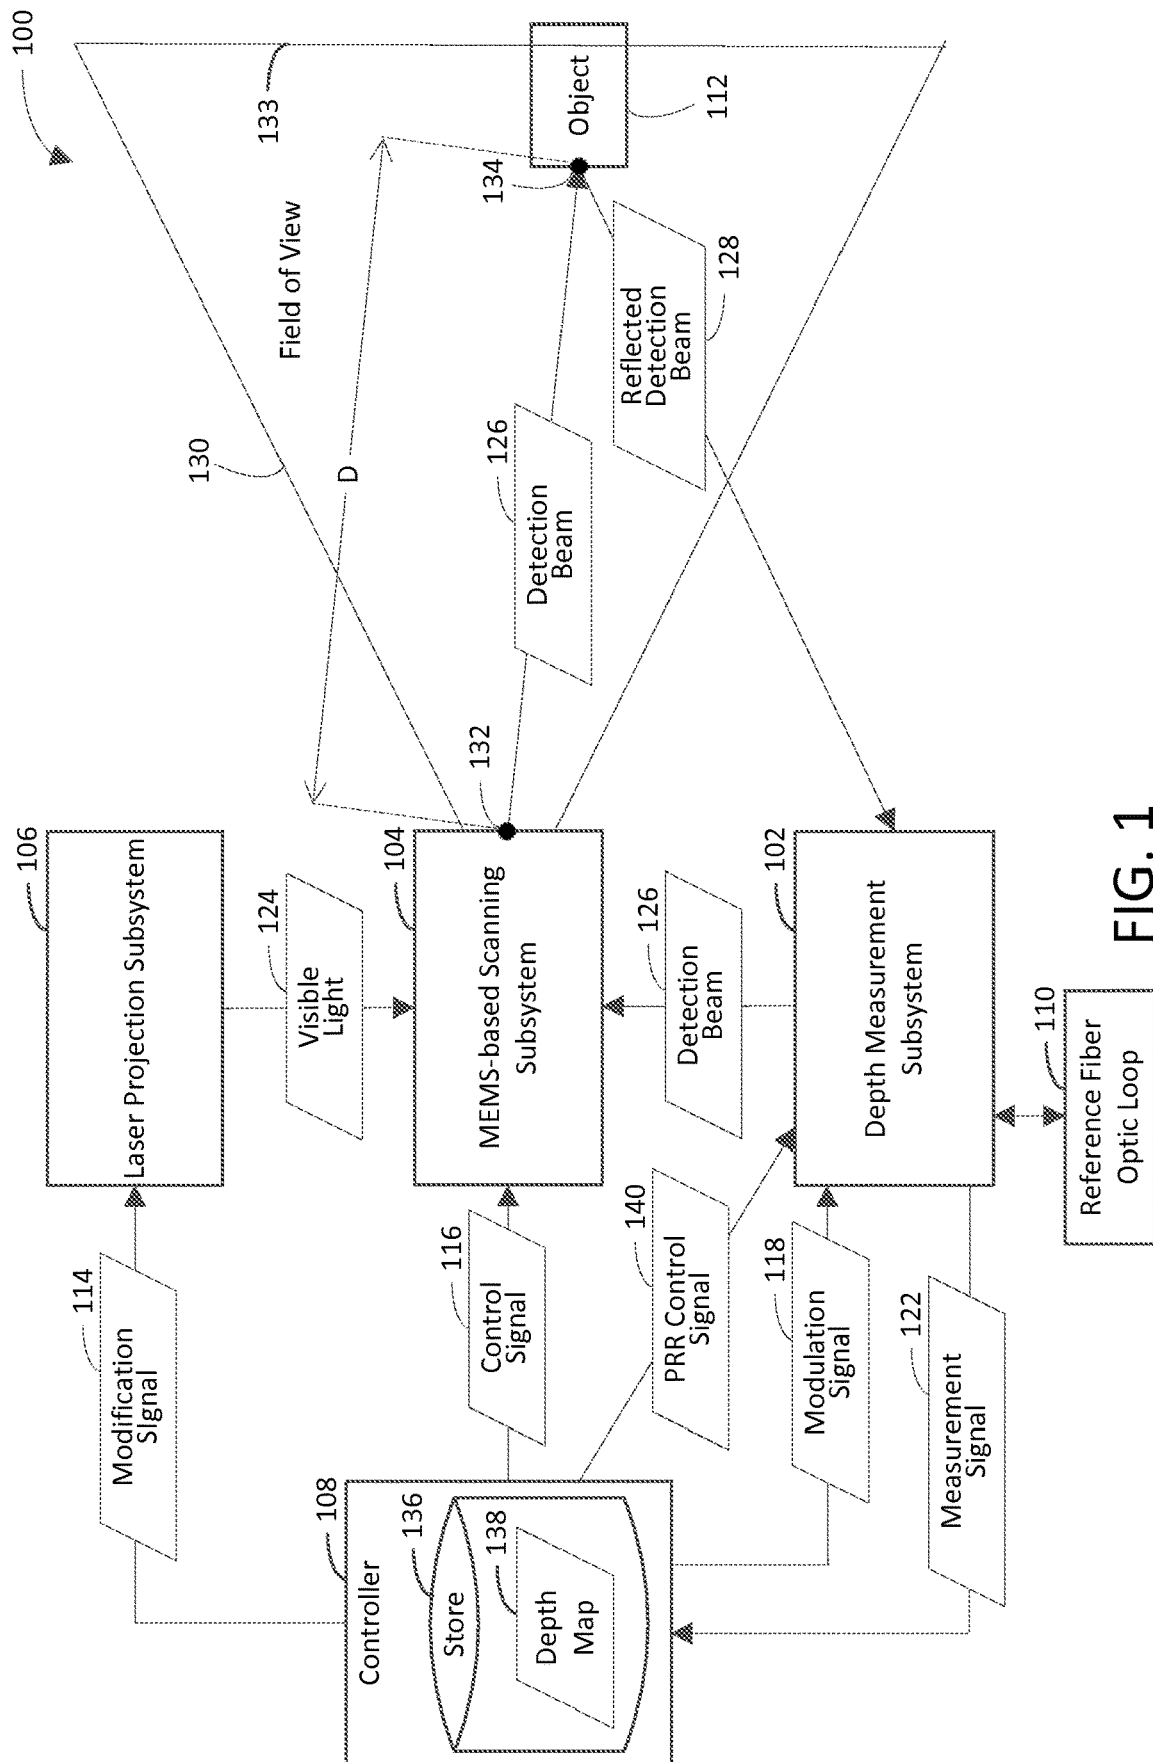 100
106
Laser Projection Subsystem
114
Modification
SIgnal
124
Visible
Light
130
133
Field of View
D
108
Controller
136
Store
138
Depth
Map
116
Control
Signal
104
MEMS-based Scanning
Subsystem
132
126
Detection
Beam
134
Object
112
140
PRR Control
Signal
126
Detection
Beam
Reflected
Detection
Beam
128
118
Modulation
Signal
102
Depth Measurement
Subsystem
122
Measurement
Signal
110
Reference Fiber
Optic Loop
FIG. 1